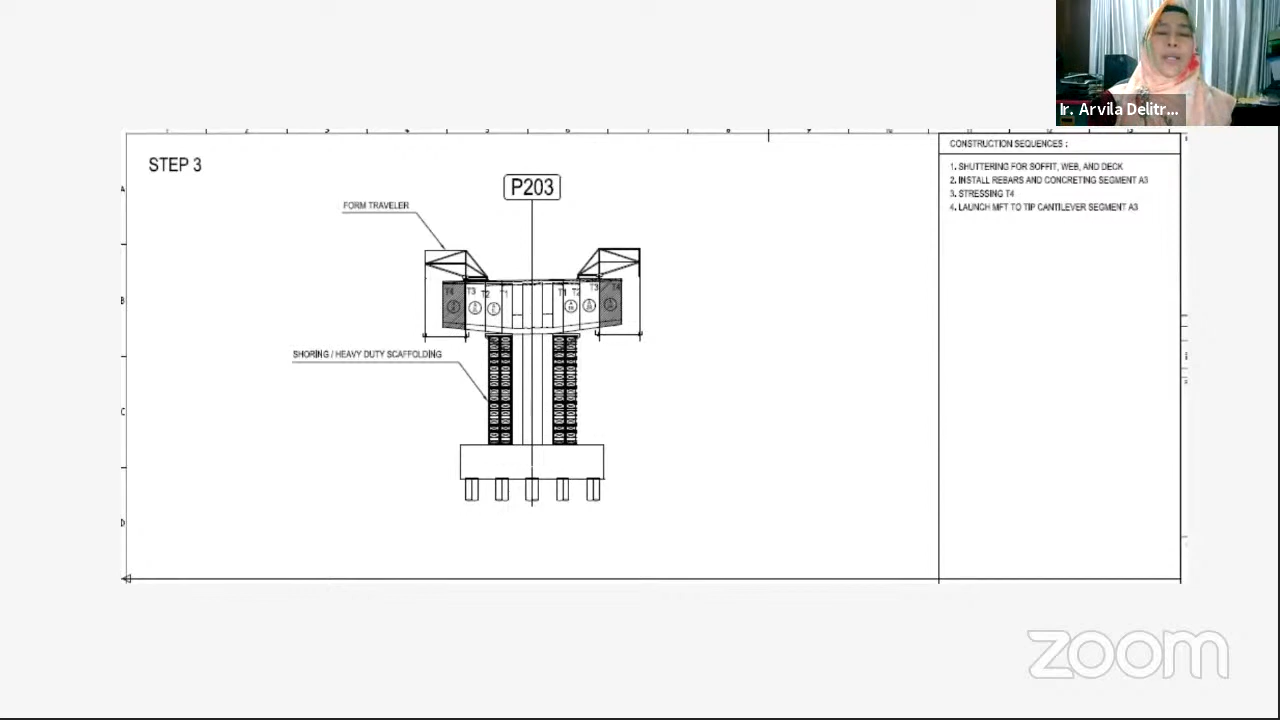 Ir. Arvila Delitr...
STEP 3
P203
FORM TRAVELER
T4 T3 T2 T1
T1 T2 T3 T4
SHORING / HEAVY DUTY SCAFFOLDING
CONSTRUCTION SEQUENCES :
1. SHUTTERING FOR SOFFIT, WEB, AND DECK
2. INSTALL REBARS AND CONCRETING SEGMENT A3
3. STRESSING T4
4. LAUNCH MFT TO TIP CANTILEVER SEGMENT A3
zoom